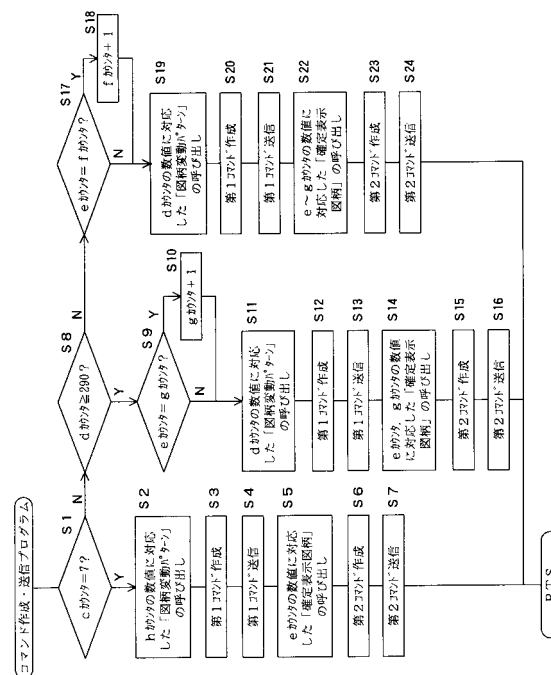 コマンド作成・送信プログラム
S1
cカウンタ=7?
N
Y
S2
hカウンタの数値に対応
した「図柄変動パターン」
の呼び出し
S3
第1コマンド作成
S4
第1コマンド送信
S5
eカウンタの数値に対応
した「確定表示図柄」
の呼び出し
S6
第2コマンド作成
S7
第2コマンド送信
S8
dカウンタ≧290?
N
Y
S9
eカウンタ=gカウンタ?
Y
N
S10
gカウンタ+1
S11
dカウンタの数値に対応
した「図柄変動パターン」
の呼び出し
S12
第1コマンド作成
S13
第1コマンド送信
S14
eカウンタ, gカウンタの数値
に対応した「確定表示
図柄」の呼び出し
S15
第2コマンド作成
S16
第2コマンド送信
S17
eカウンタ=fカウンタ?
Y
N
S18
fカウンタ+1
S19
dカウンタの数値に対応
した「図柄変動パターン」
の呼び出し
S20
第1コマンド作成
S21
第1コマンド送信
S22
e～gカウンタの数値に
対応した「確定表示
図柄」の呼び出し
S23
第2コマンド作成
S24
第2コマンド送信
RTS